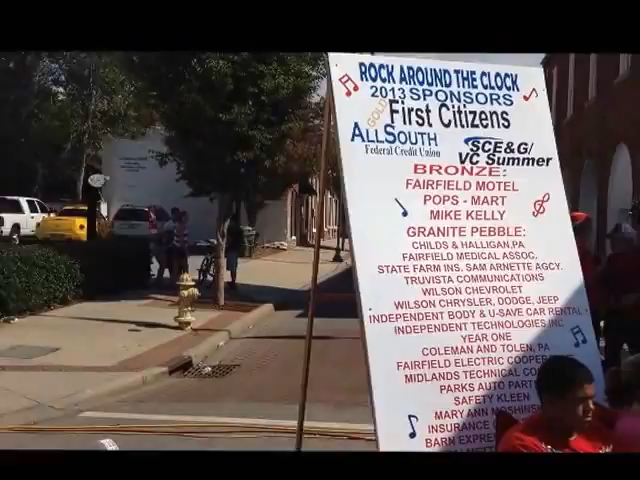 ROCK AROUND THE CLOCK
2013 SPONSORS
GOLD
First Citizens
ALLSOUTH
Federal Credit Union
SCE&G/
VC Summer
BRONZE:
FAIRFIELD MOTEL
POPS - MART
MIKE KELLY
GRANITE PEBBLE:
CHILDS & HALLIGAN,PA
FAIRFIELD MEDICAL ASSOC.
STATE FARM INS. SAM ARNETTE AGCY.
TRUVISTA COMMUNICATIONS
WILSON CHEVROLET
WILSON CHRYSLER, DODGE, JEEP
INDEPENDENT BODY & U-SAVE CAR RENTAL
INDEPENDENT TECHNOLOGIES INC
YEAR ONE
COLEMAN AND TOLEN, PA
FAIRFIELD ELECTRIC COOPE
MIDLANDS TECHNICAL CO
PARKS AUTO PARTS
SAFETY KLEEN
MARY ANN MOSHINS
INSURANCE
BARN EXPRE